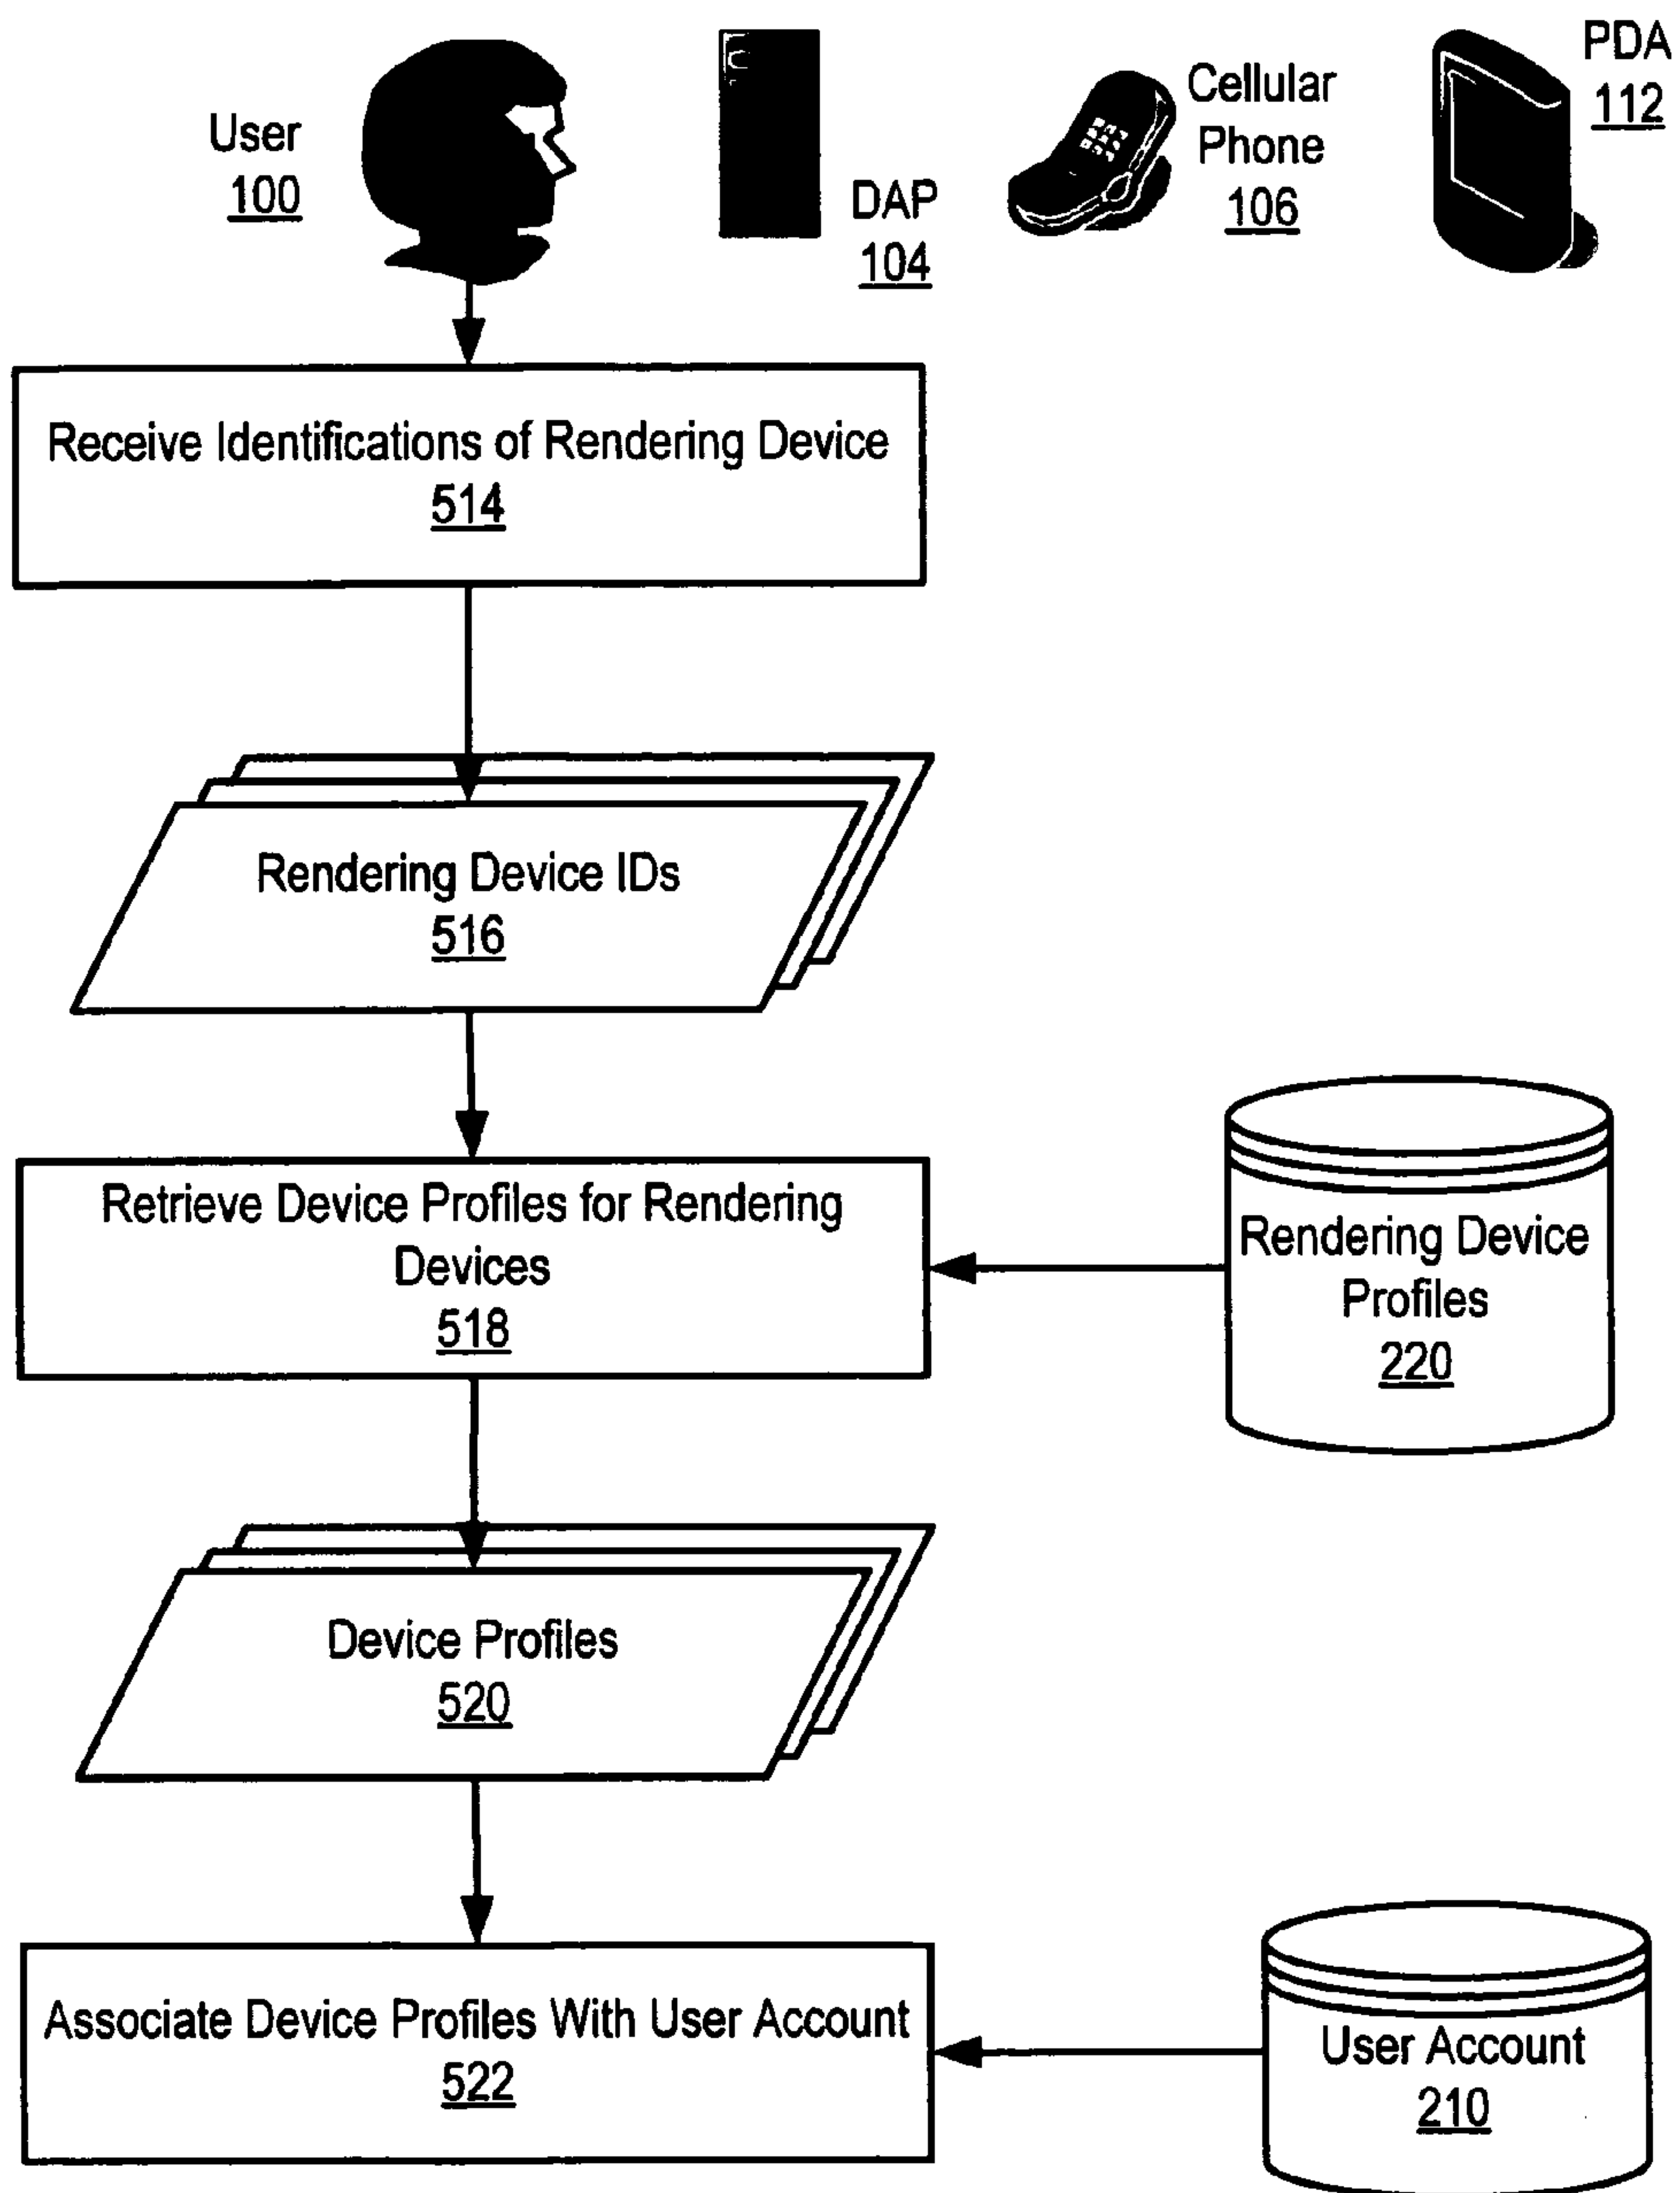 User
100
DAP
104
Cellular
Phone
106
PDA
112
Receive Identifications of Rendering Device
514
Rendering Device IDs
516
Retrieve Device Profiles for Rendering
Devices
518
Rendering Device
Profiles
220
Device Profiles
520
Associate Device Profiles With User Account
522
User Account
210